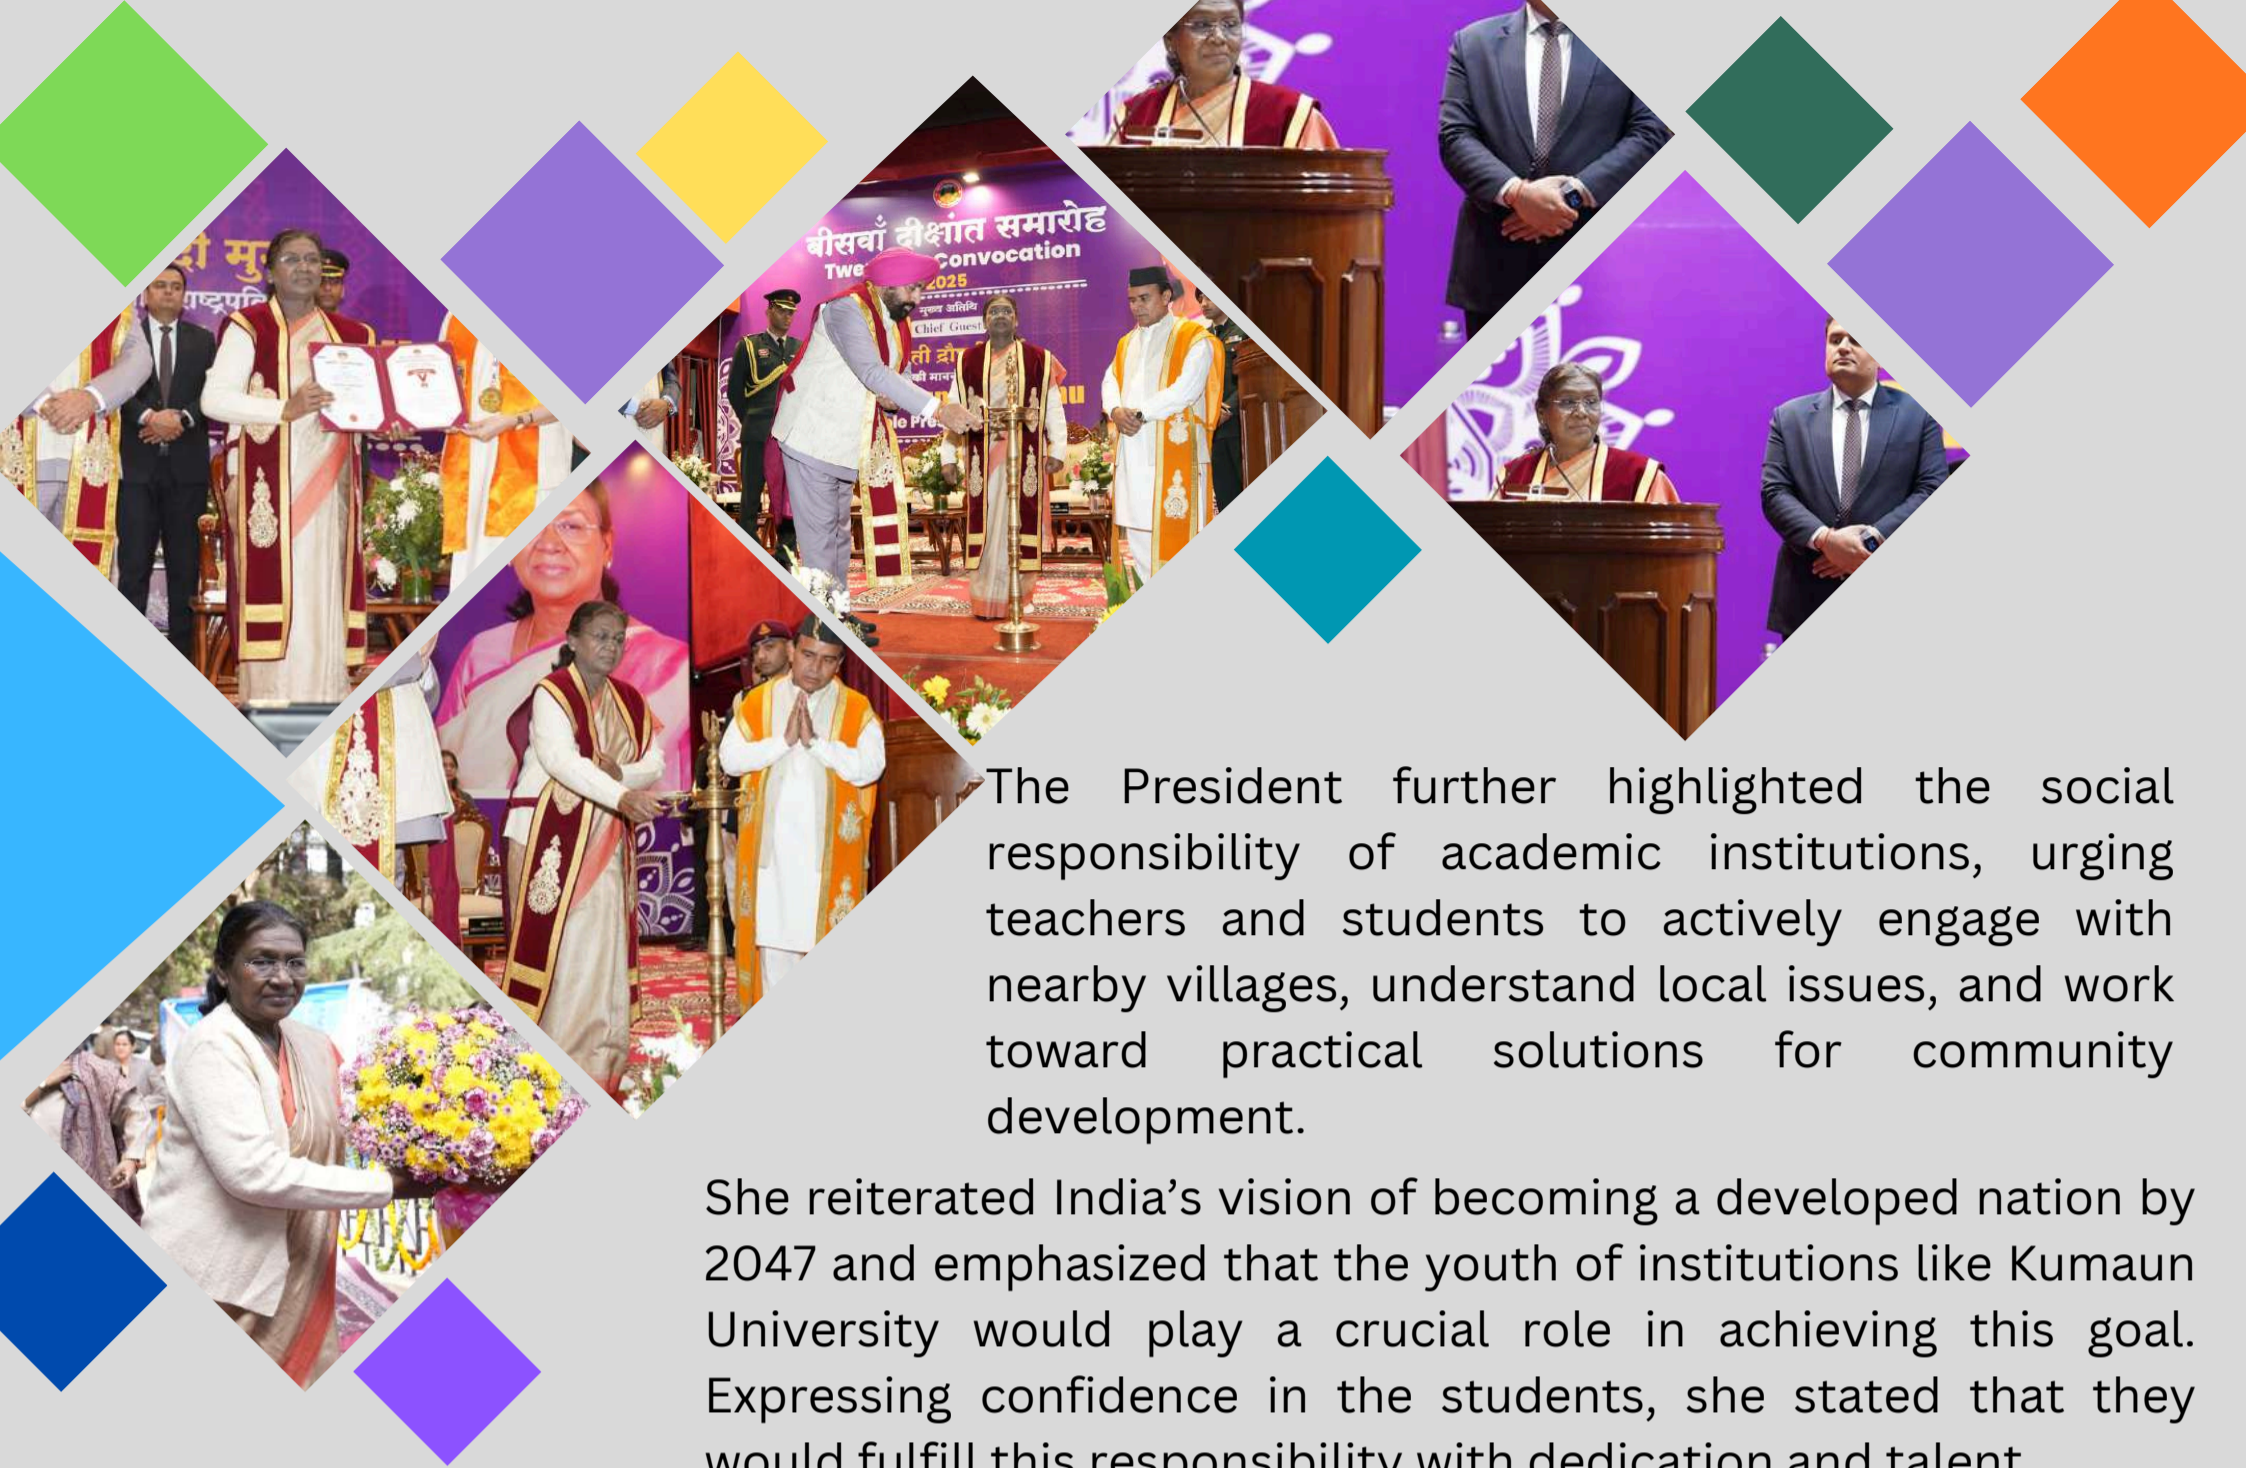 दी मु
राष्ट्रपति
बीसवाँ दीक्षांत समारोह
Convocation
2025
मुख्य अतिथि
Chief Guest
The President further highlighted the social
responsibility of academic institutions, urging
teachers and students to actively engage with
nearby villages, understand local issues, and work
toward practical solutions for community
development.
She reiterated India’s vision of becoming a developed nation by
2047 and emphasized that the youth of institutions like Kumaun
University would play a crucial role in achieving this goal.
Expressing confidence in the students, she stated that they
would fulfill this responsibility with dedication and talent